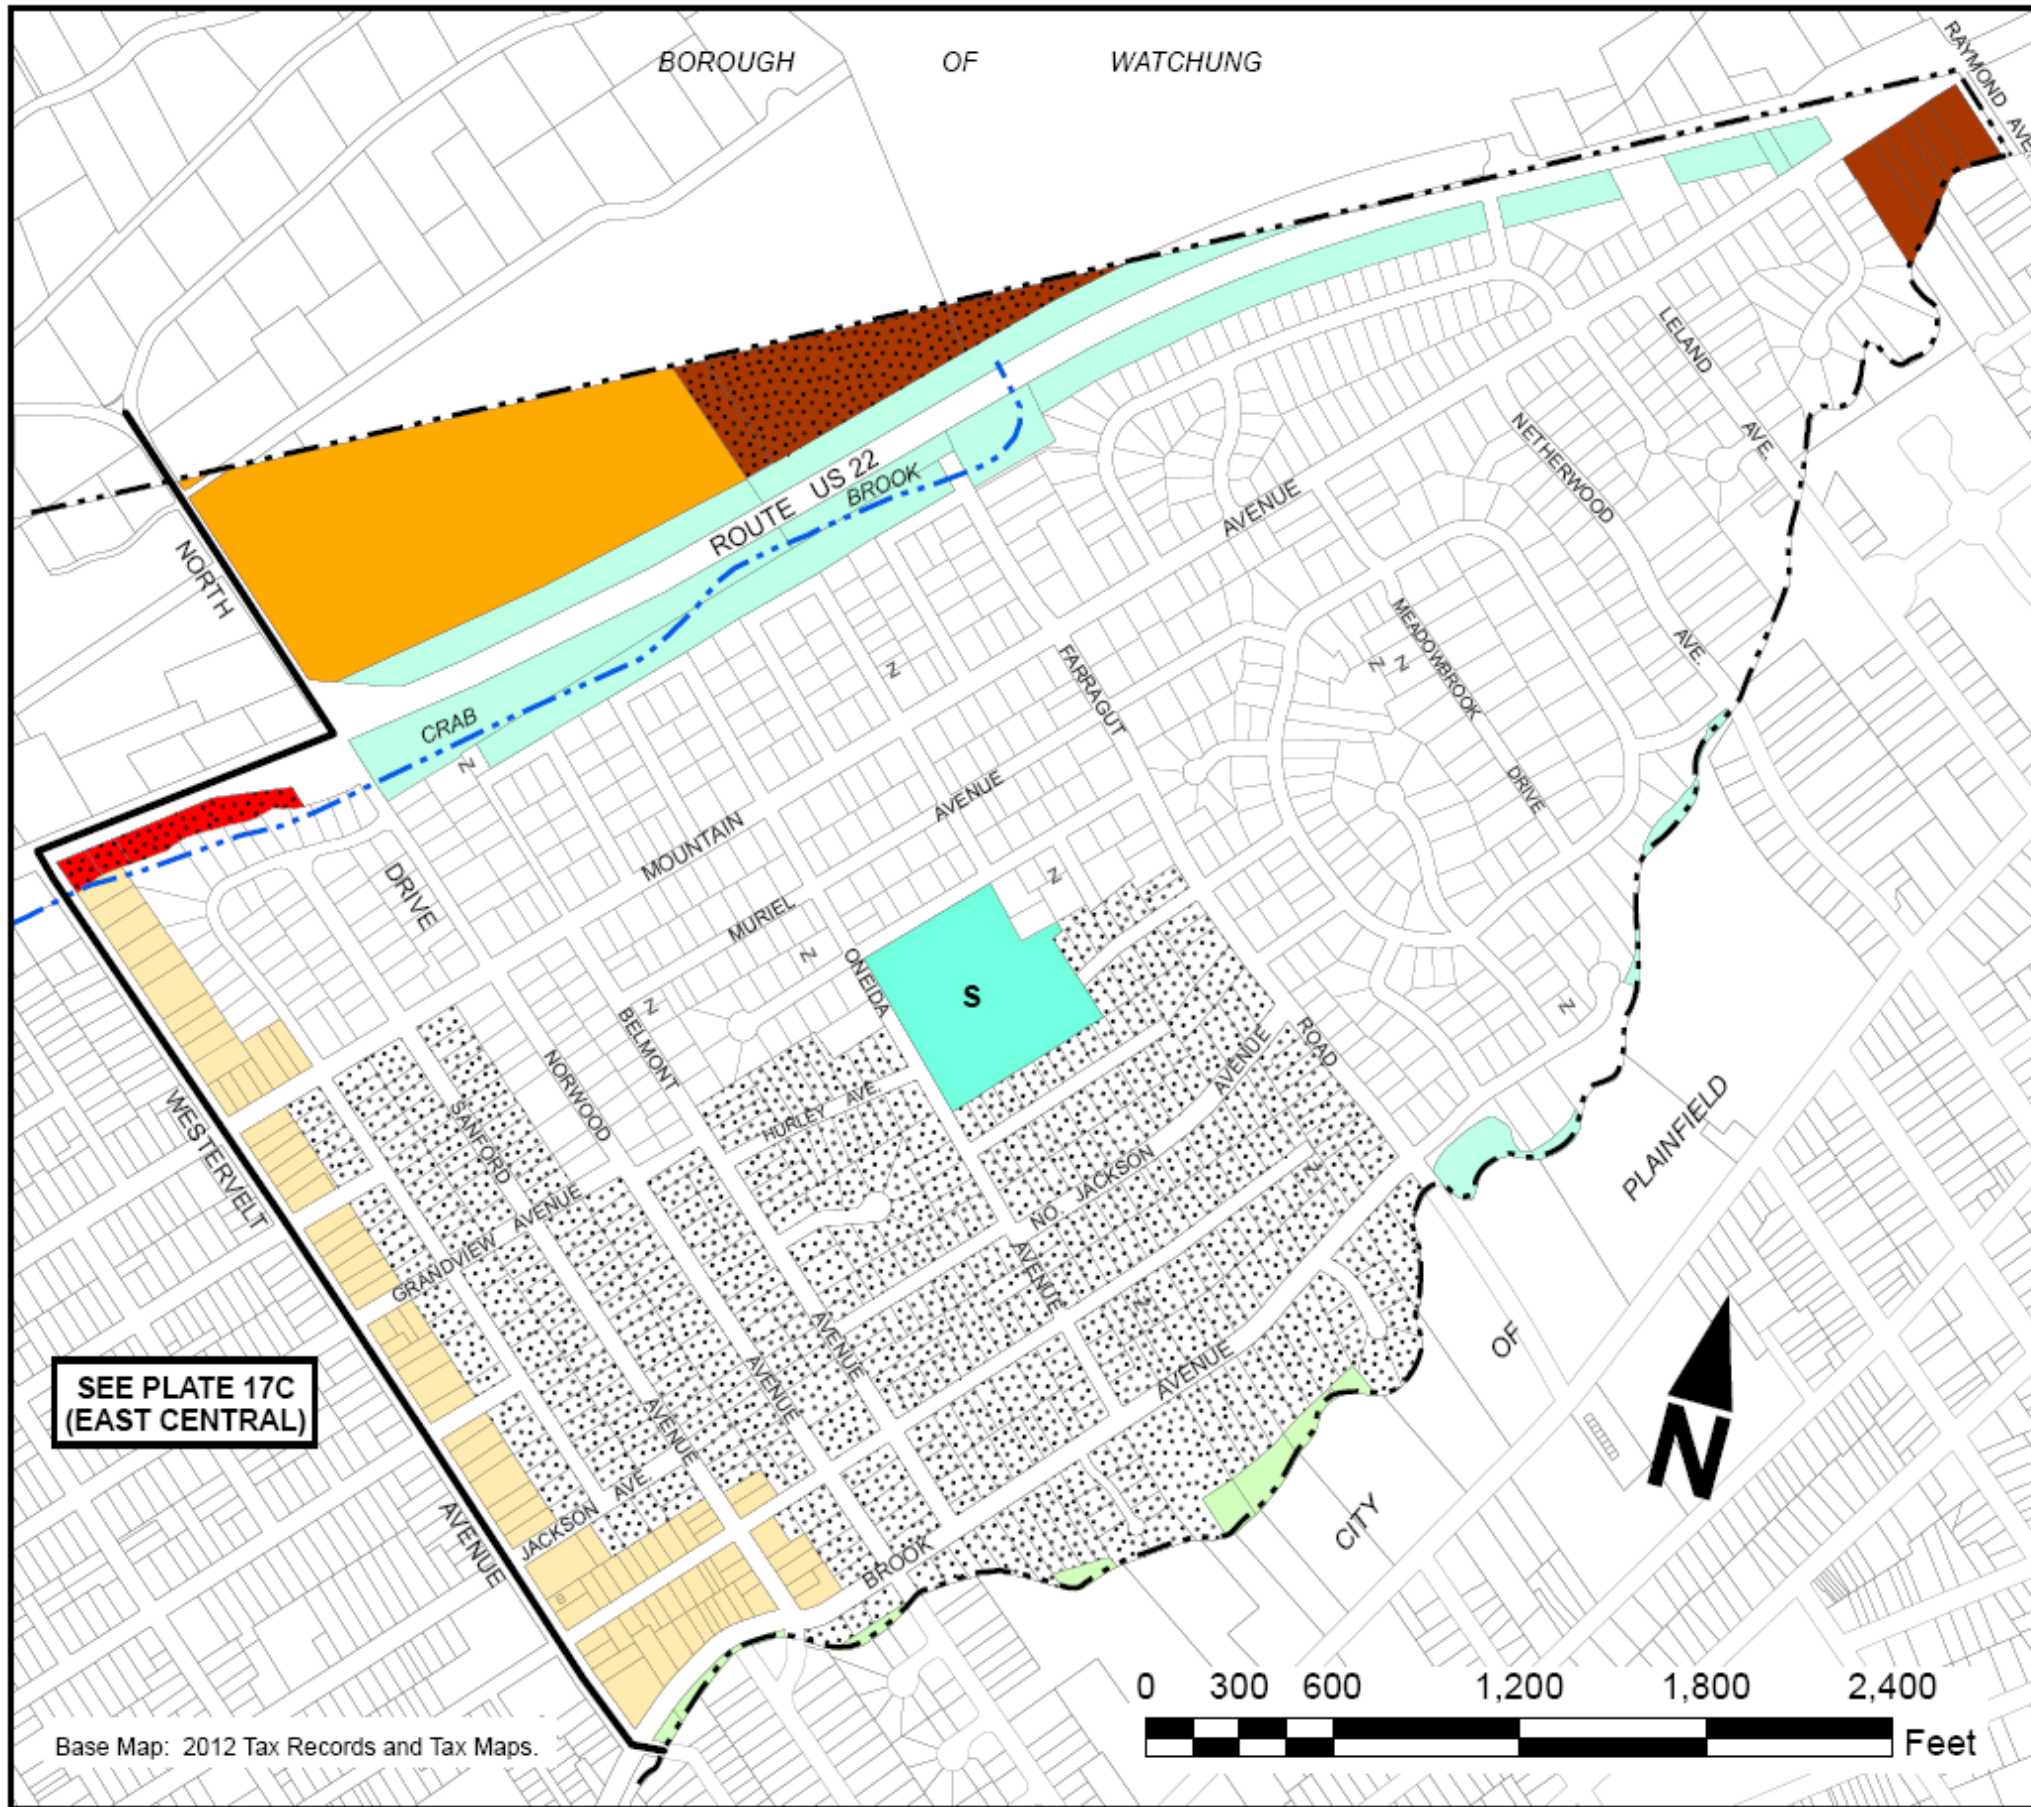 BOROUGH OF WATCHUNG
RAYMOND AVE.
LELAND AVE.
NETHERWOOD AVE.
ROUTE US 22
BROOK
AVENUE
NORTH
MEADOWBROOK
DRIVE
FARRAGUT
CRAB
Z
Z
Z
Z
AVENUE
MOUNTAIN
DRIVE
MURIEL
Z
Z
ONEIDA
S
Z
Z
BELMONT
ROAD
NORWOOD
AVENUE
HURLEY AVE.
WESTERVELT
SANFORD
PLAINFIELD
NO JACKSON
Z
GRANDVIEW AVENUE
AVENUE
Z
OF
AVENUE
AVENUE
AVENUE
SEE PLATE 17C
(EAST CENTRAL)
AVENUE
N
JACKSON AVE.
AVENUE
CITY
BROOK
0 300 600 1,200 1,800 2,400
Feet
Base Map: 2012 Tax Records and Tax Maps.